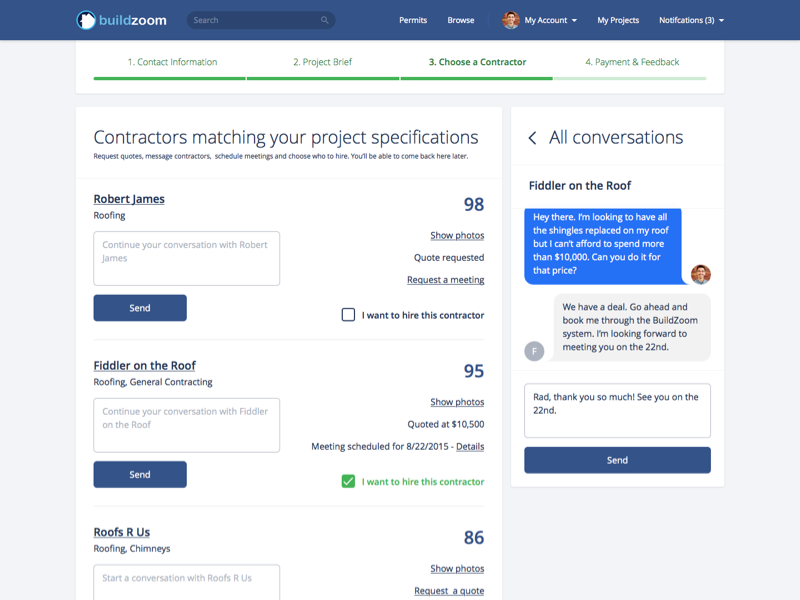 buildzoom
Search
Permits
Browse
My Account
My Projects
Notifcations (3)
1. Contact Information
2. Project Brief
3. Choose a Contractor
4. Payment & Feedback
Contractors matching your project specifications
Request quotes, message contractors, schedule meetings and choose who to hire. You'll be able to come back here later.
Robert James
Roofing
98
Continue your conversation with Robert
James
Show photos
Quote requested
Request a meeting
Send
I want to hire this contractor
Fiddler on the Roof
Roofing, General Contracting
95
Continue your conversation with Fiddler
on the Roof
Show photos
Quoted at $10,500
Meeting scheduled for 8/22/2015 - Details
Send
I want to hire this contractor
Roofs R Us
Roofing, Chimneys
86
Start a conversation with Roofs R Us
Show photos
Request a quote
All conversations
Fiddler on the Roof
Hey there. I'm looking to have all
the shingles replaced on my roof
but I can't afford to spend more
than $10,000. Can you do it for
that price?
We have a deal. Go ahead and
book me through the BuildZoom
system. I'm looking forward to
meeting you on the 22nd.
F
Rad, thank you so much! See you on the
22nd.
Send